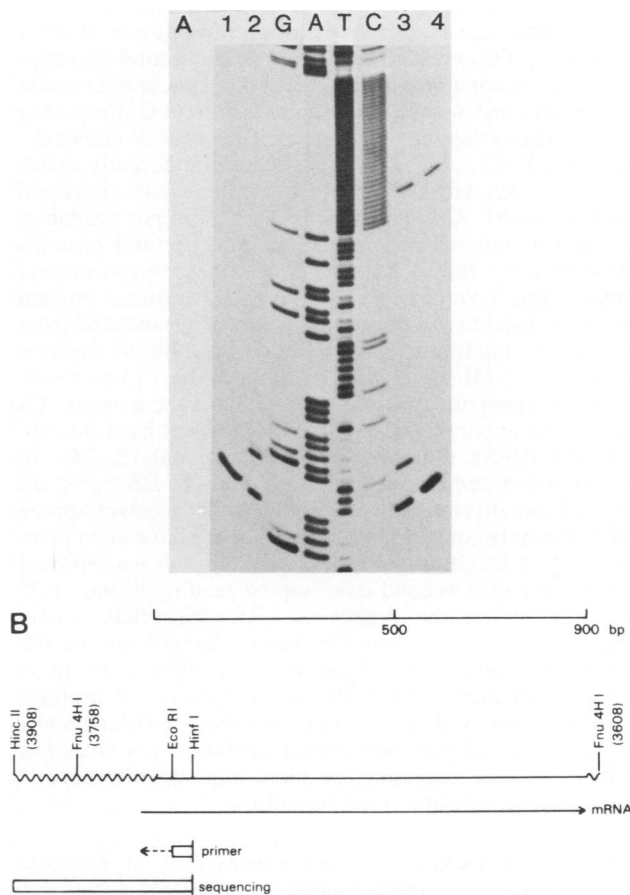 A
1 2 G A T C 3 4
B
1 500 900 bp
Hinc II
(3908)
Fnu 4H I
(3758)
Eco RI
Hinf I
Fnu 4H I
(3608)
mRNA
primer
sequencing